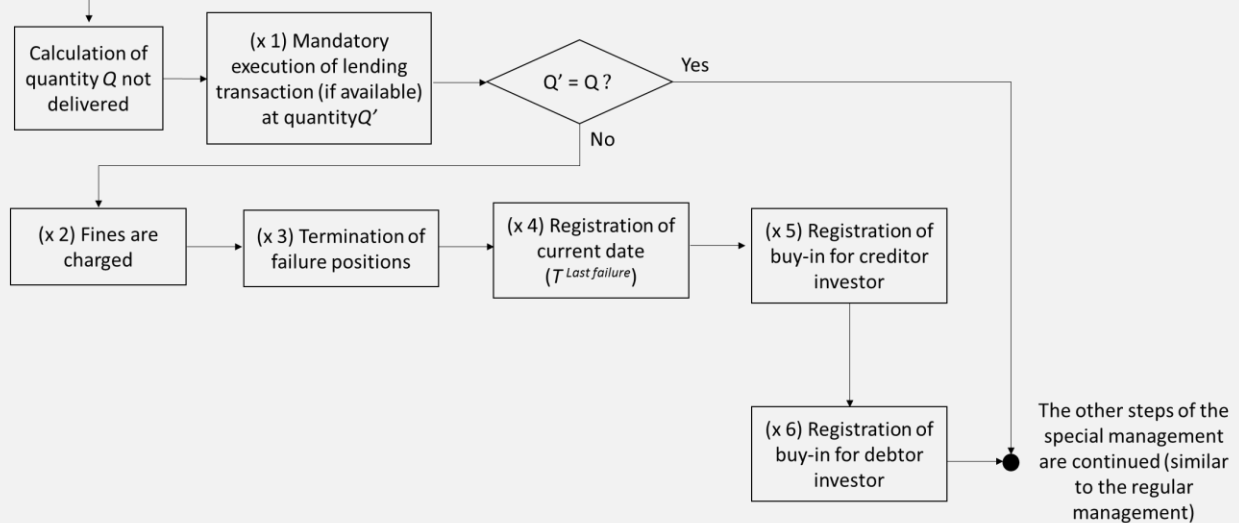 Calculation of
quantity Q not
delivered
(x 1) Mandatory
execution of lending
transaction (if available)
at quantityQ’
Q’ = Q ?
Yes
No
(x 2) Fines are
charged
(x 3) Termination of
failure positions
(x 4) Registration of
current date
(T Last failure)
(x 5) Registration of
buy-in for creditor
investor
(x 6) Registration of
buy-in for debtor
investor
The other steps of the
special management
are continued (similar
to the regular
management)